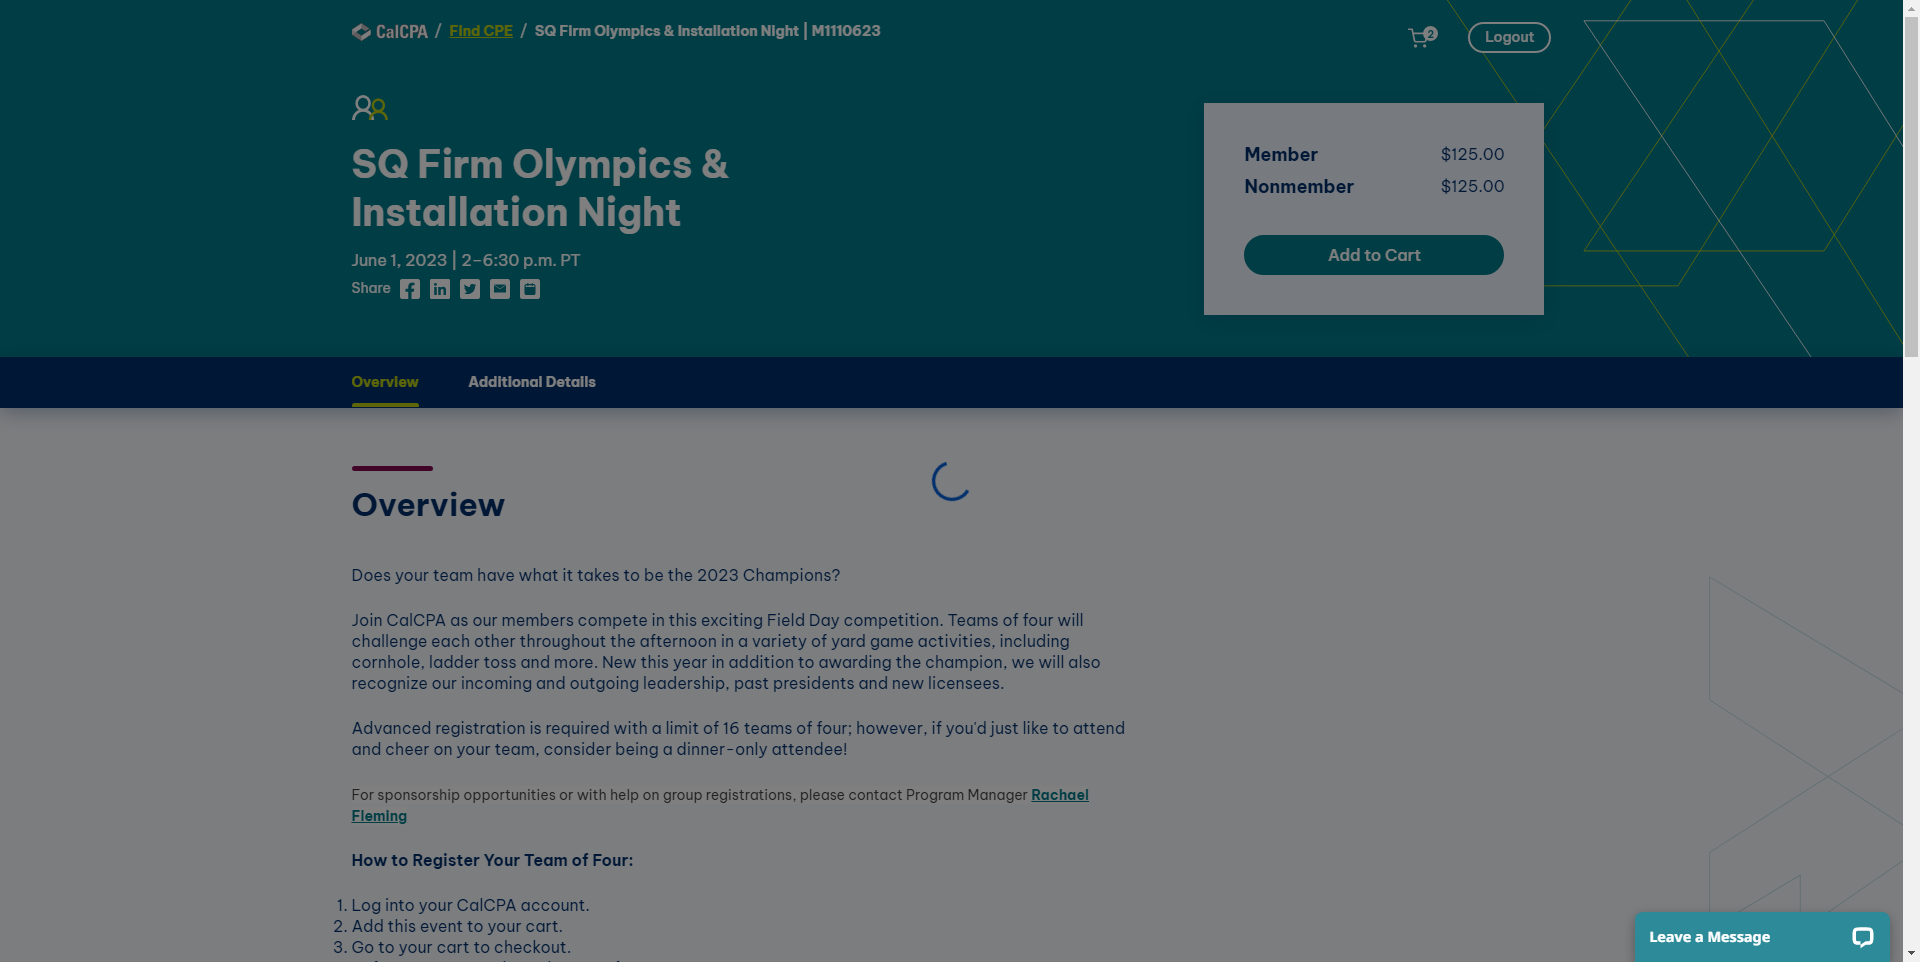 CalCPA / Find CPE / SQ Firm Olympics & Installation Night | M1110623
2
Logout
SQ Firm Olympics &
Installation Night
June 1, 2023 | 2–6:30 p.m. PT
Share
Member $125.00
Nonmember $125.00
Add to Cart
Overview
Additional Details
Overview
Does your team have what it takes to be the 2023 Champions?
Join CalCPA as our members compete in this exciting Field Day competition. Teams of four will
challenge each other throughout the afternoon in a variety of yard game activities, including
cornhole, ladder toss and more. New this year in addition to awarding the champion, we will also
recognize our incoming and outgoing leadership, past presidents and new licensees.
Advanced registration is required with a limit of 16 teams of four; however, if you'd just like to attend
and cheer on your team, consider being a dinner-only attendee!
For sponsorship opportunities or with help on group registrations, please contact Program Manager Rachael
Fleming
How to Register Your Team of Four:
1. Log into your CalCPA account.
2. Add this event to your cart.
3. Go to your cart to checkout.
Leave a Message